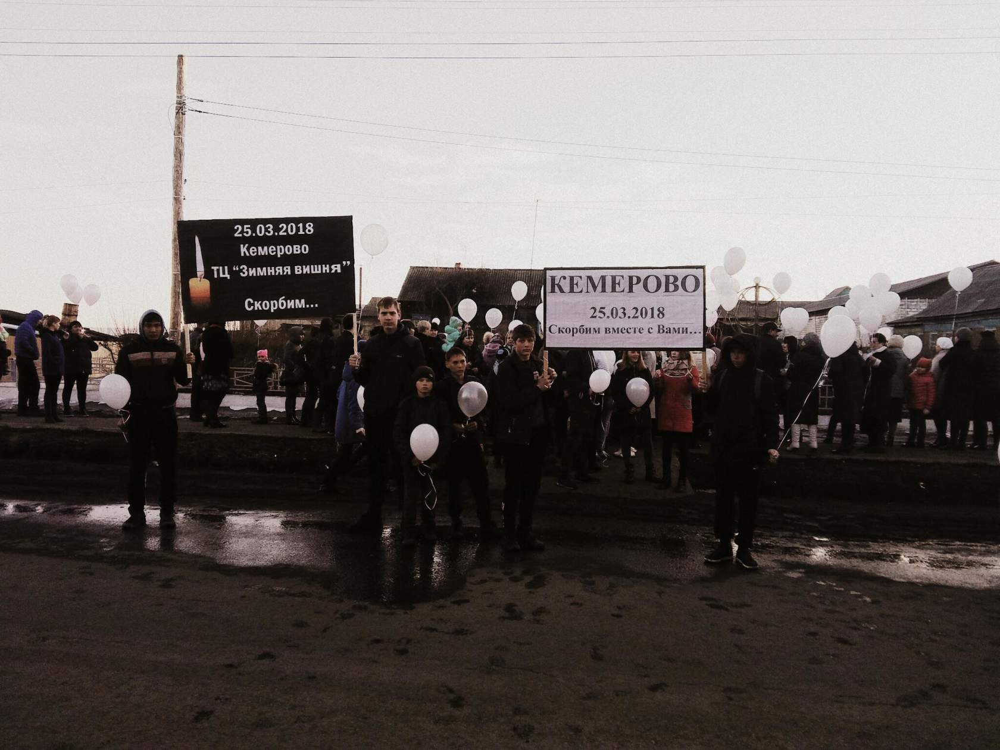 25.03.2018
Кемерово
ТЦ “Зимняя вишня”
Скорбим...
КЕМЕРОВО
25.03.2018
Скорбим вместе с Вами...